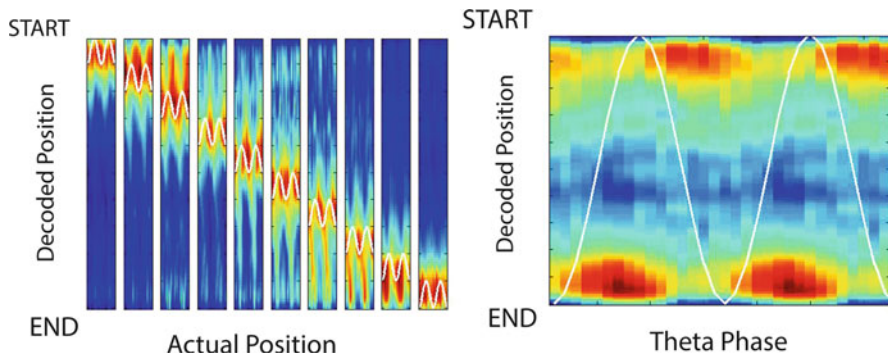 START
Decoded Position
END
Actual Position
START
Decoded Position
END
Theta Phase